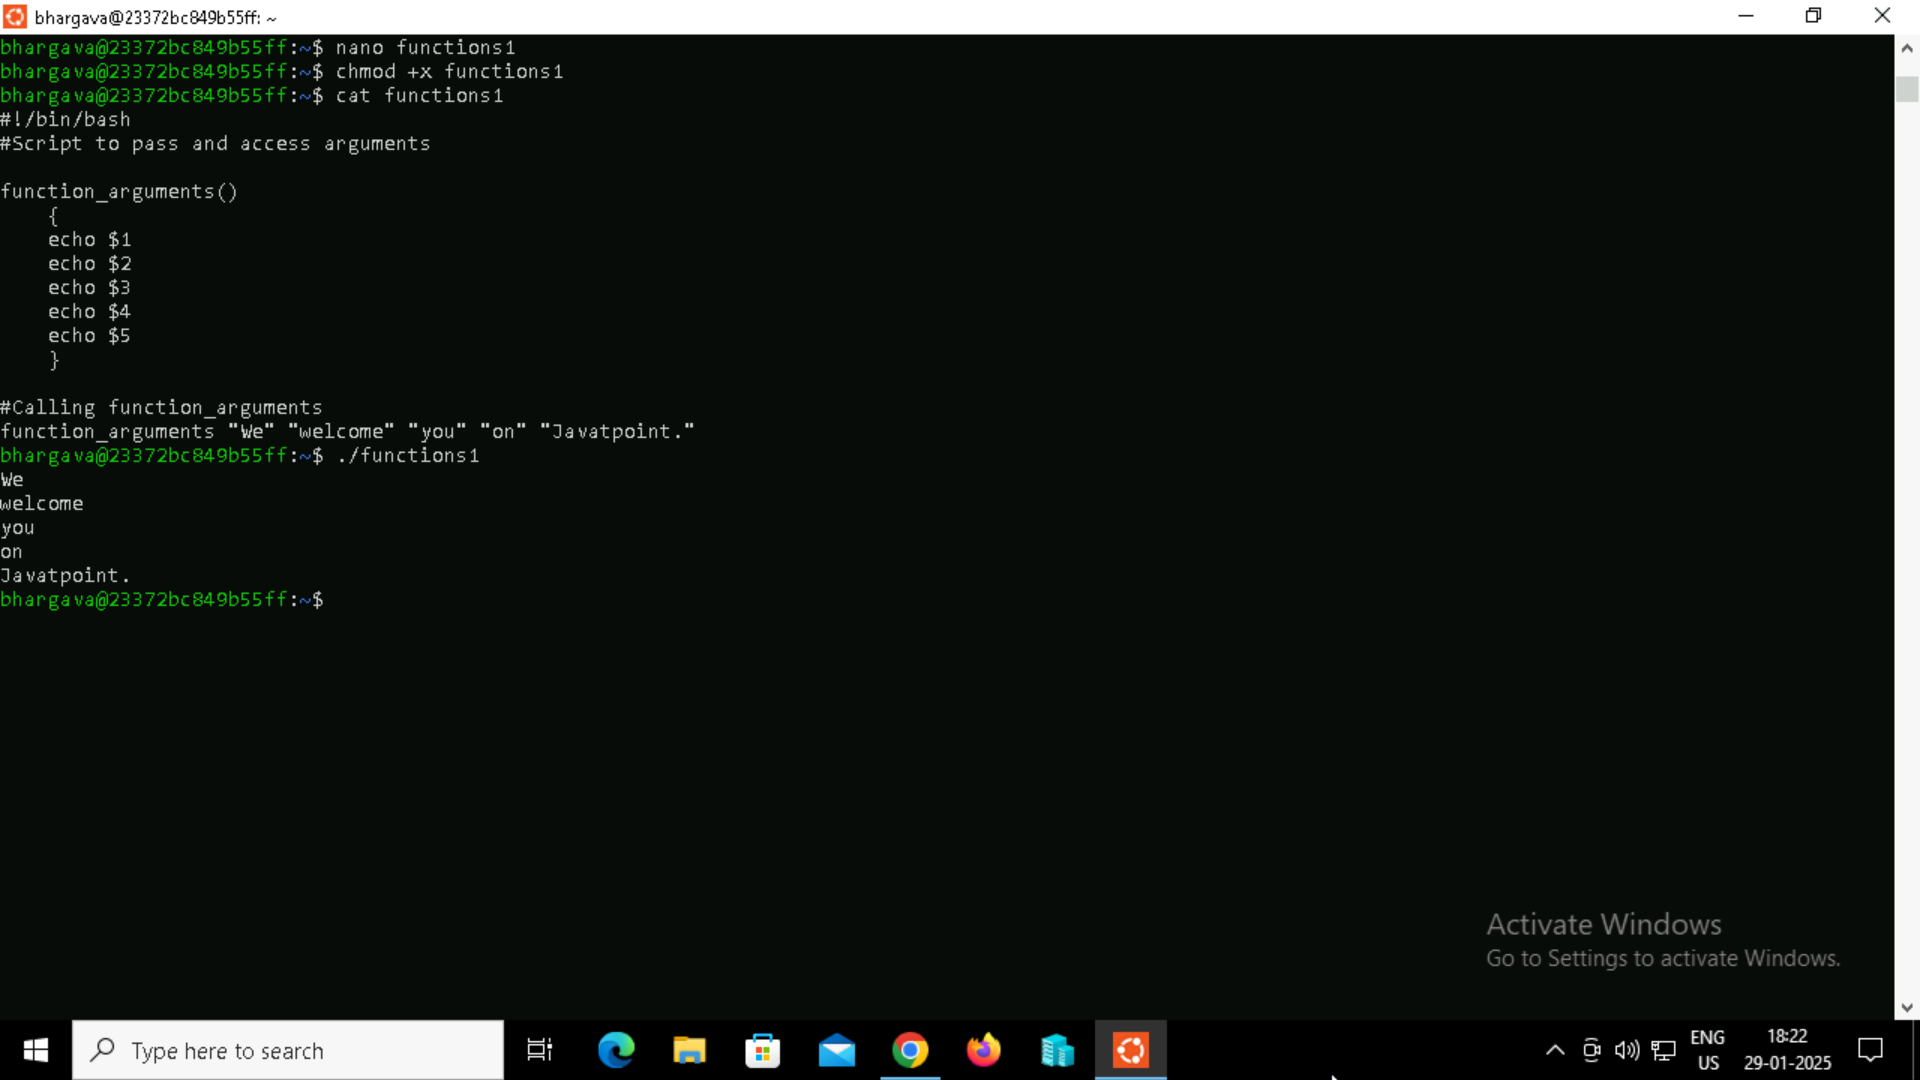 bhargava@23372bc849b55ff: ~
bhargava@23372bc849b55ff:~$ nano functions1
bhargava@23372bc849b55ff:~$ chmod +x functions1
bhargava@23372bc849b55ff:~$ cat functions1
#!/bin/bash
#Script to pass and access arguments
function_arguments()
{
echo $1
echo $2
echo $3
echo $4
echo $5
}
#Calling function_arguments
function_arguments "We" "welcome" "you" "on" "Javatpoint."
bhargava@23372bc849b55ff:~$ ./functions1
We
welcome
you
on
Javatpoint.
bhargava@23372bc849b55ff:~$
Activate Windows
Go to Settings to activate Windows.
Type here to search
ENG
US
18:22
29-01-2025